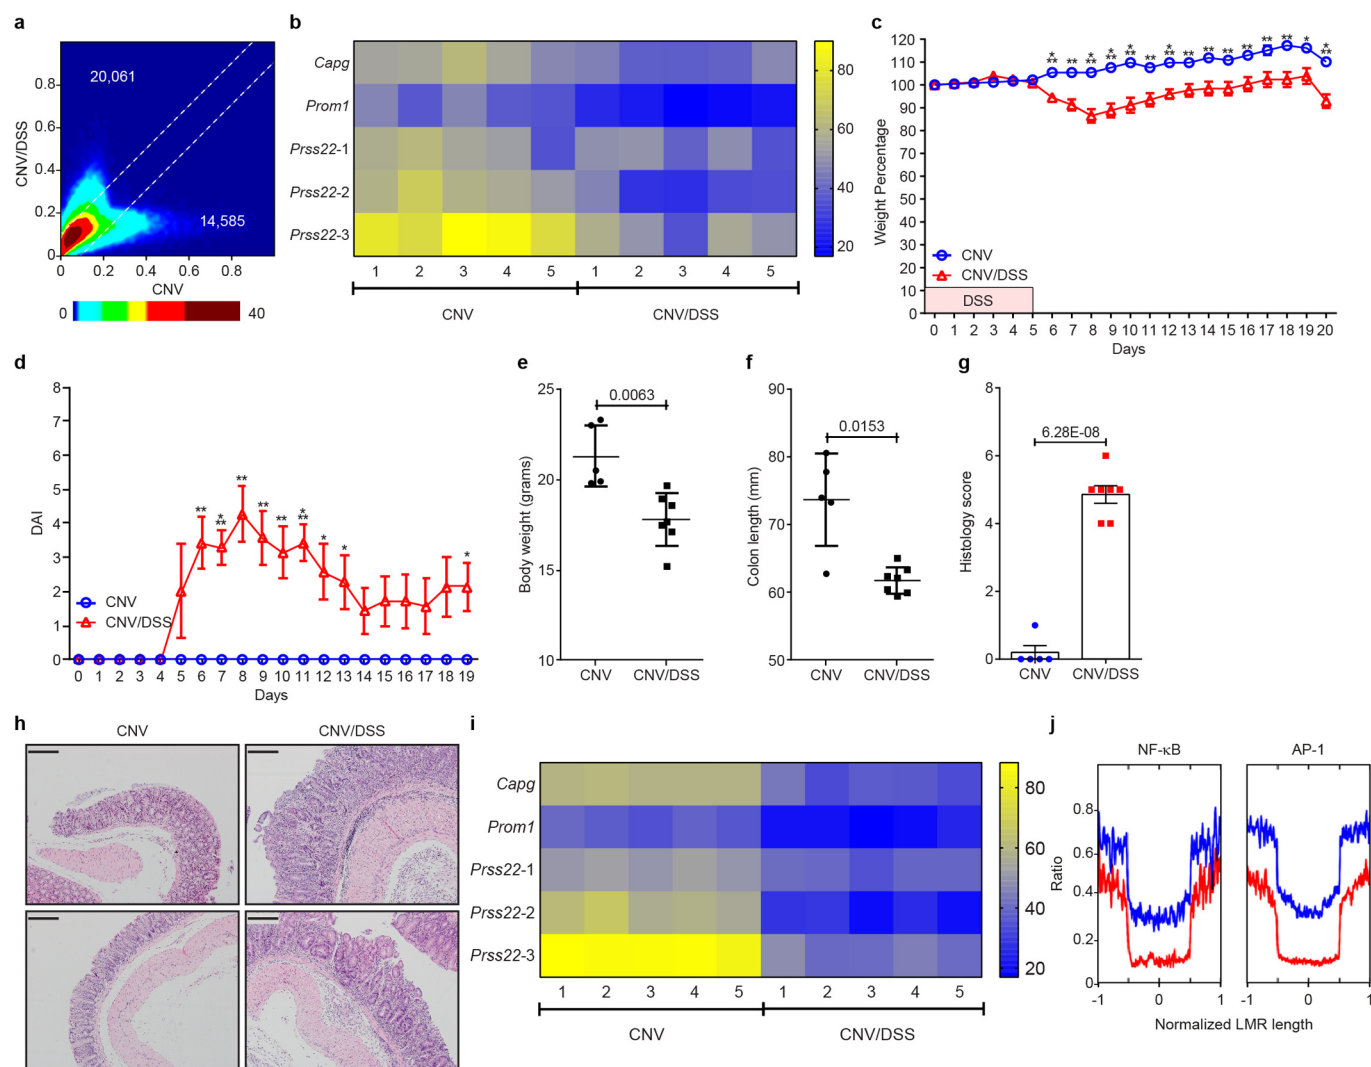 a
CNV/DSS
0.8
0.6
0.4
0.2
0
20,061
14,585
0 0.2 0.4 0.6 0.8
CNV
0 40
b
Capg
Prom1
Prss22-1
Prss22-2
Prss22-3
1 2 3 4 5 1 2 3 4 5
CNV CNV/DSS
80
60
40
20
c
Weight Percentage
120
110
100
90
80
70
60
50
40
30
20
10
0
CNV
CNV/DSS
DSS
0 1 2 3 4 5 6 7 8 9 10 11 12 13 14 15 16 17 18 19 20
Days
d
DAI
8
7
6
5
4
3
2
1
0
CNV
CNV/DSS
0 1 2 3 4 5 6 7 8 9 10 11 12 13 14 15 16 17 18 19
Days
e
Body weight (grams)
25
20
15
10
0.0063
CNV CNV/DSS
f
Colon length (mm)
90
80
70
60
50
0.0153
CNV CNV/DSS
g
Histology score
8
6
4
2
0
6.28E-08
CNV CNV/DSS
h
CNV CNV/DSS
i
Capg
Prom1
Prss22-1
Prss22-2
Prss22-3
1 2 3 4 5 1 2 3 4 5
CNV CNV/DSS
80
60
40
20
j
NF-κB AP-1
Ratio
0.8
0.6
0.4
0.2
0
-1 0 1 -1 0 1
Normalized LMR length